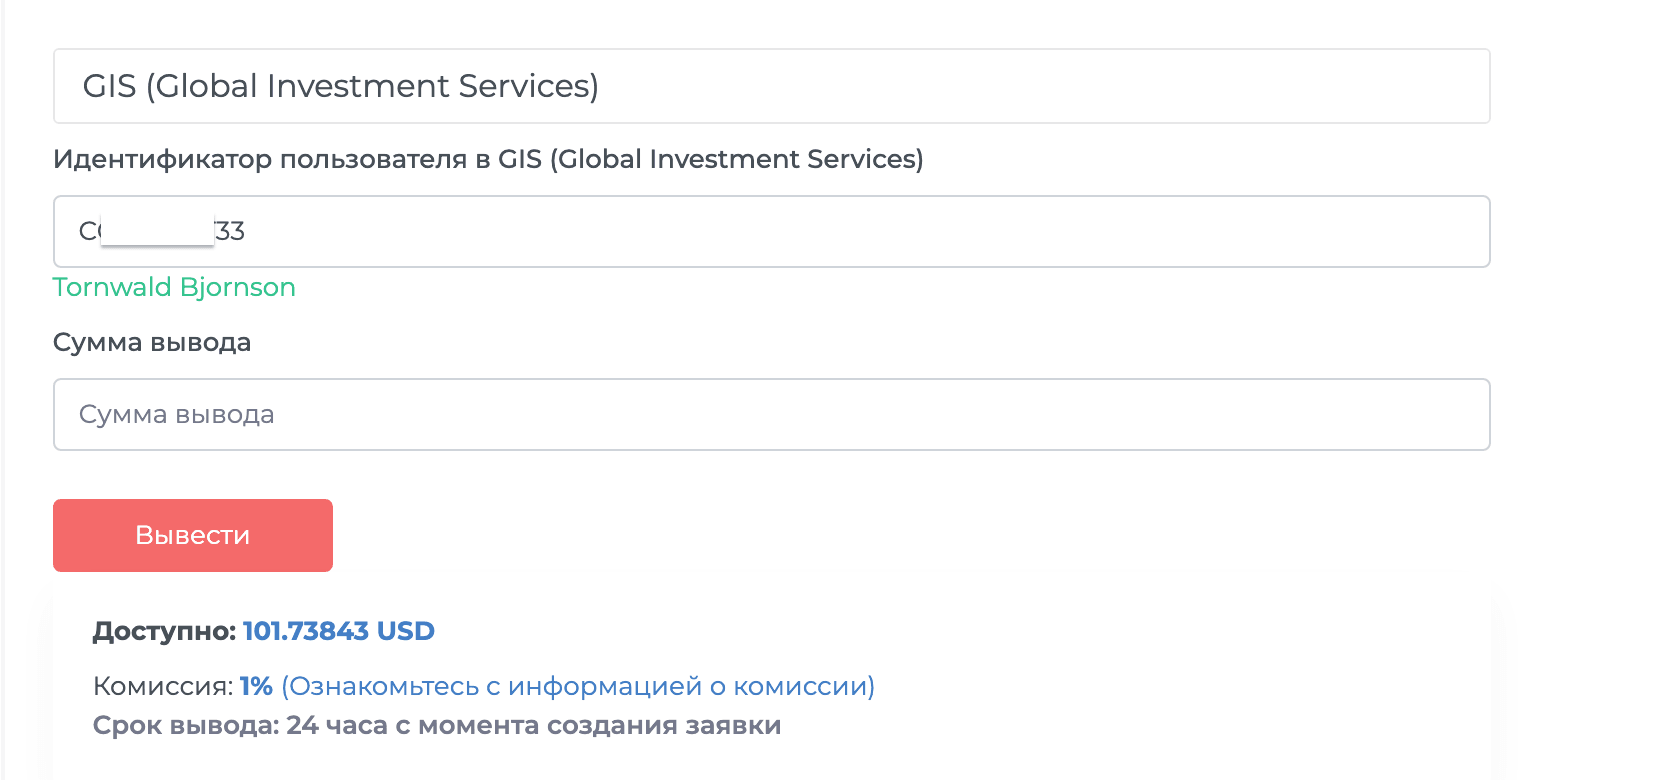 GIS (Global Investment Services)
Идентификатор пользователя в GIS (Global Investment Services)
33
Tornwald Bjornson
Сумма вывода
Сумма вывода
Вывести
Доступно: 101.73843 USD
Комиссия: 1% (Ознакомьтесь с информацией о комиссии)
Срок вывода: 24 часа с момента создания заявки